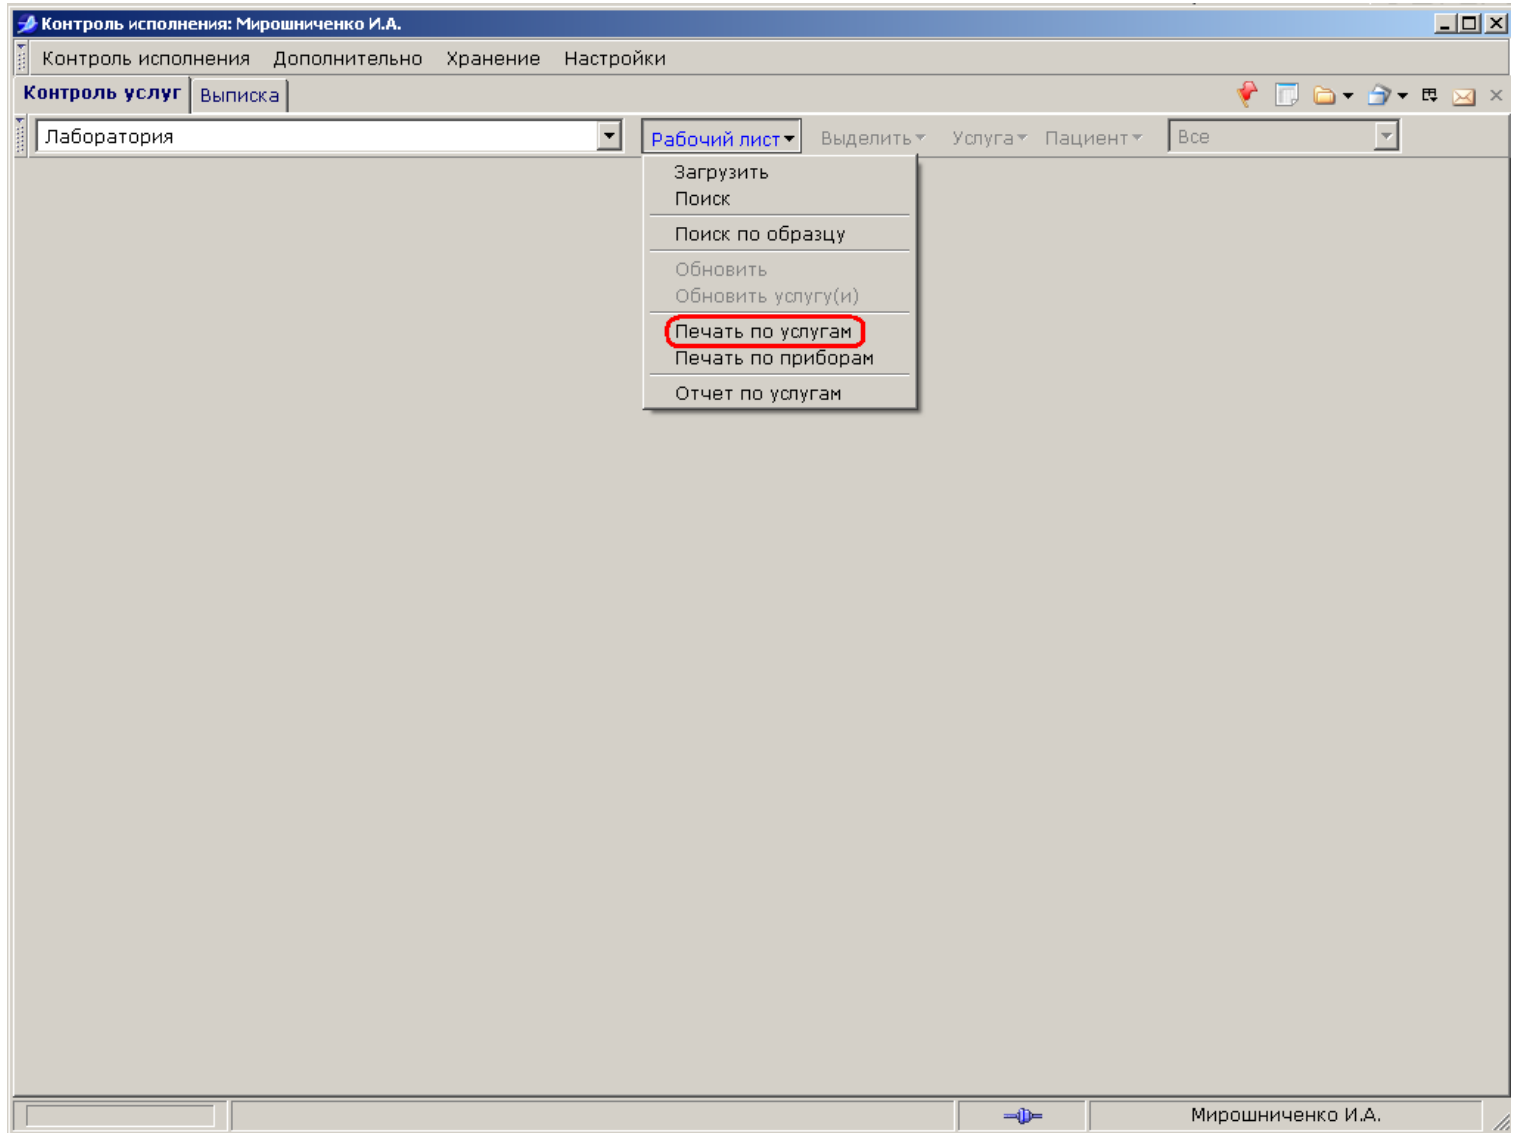 Контроль исполнения: Мирошниченко И.А.
Контроль исполнения Дополнительно Хранение Настройки
Контроль услуг Выписка
Лаборатория Рабочий лист Выделить Услуга Пациент Все
Загрузить
Поиск
Поиск по образцу
Обновить
Обновить услугу(и)
Печать по услугам
Печать по приборам
Отчет по услугам
Мирошниченко И.А.